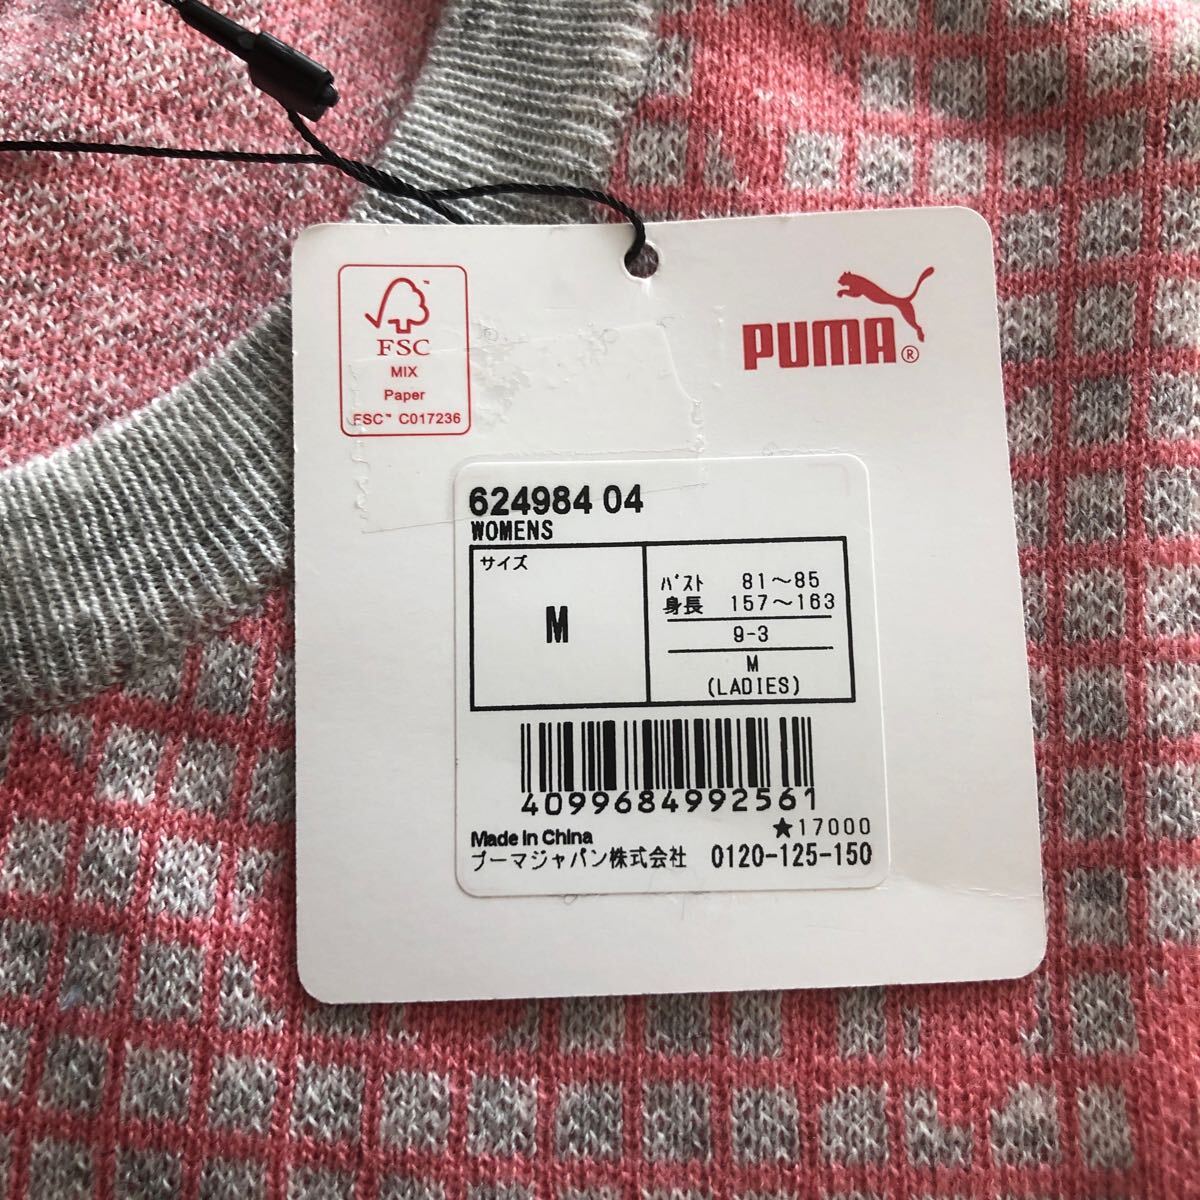 FSC
MIX
Paper
FSC™ C017236
PUMA®
624984 04
WOMENS
サイズ
M
バスト 81～85
身長 157～163
9-3
M
(LADIES)
4099684992561
★17000
Made in China
プーマジャパン株式会社 0120-125-150